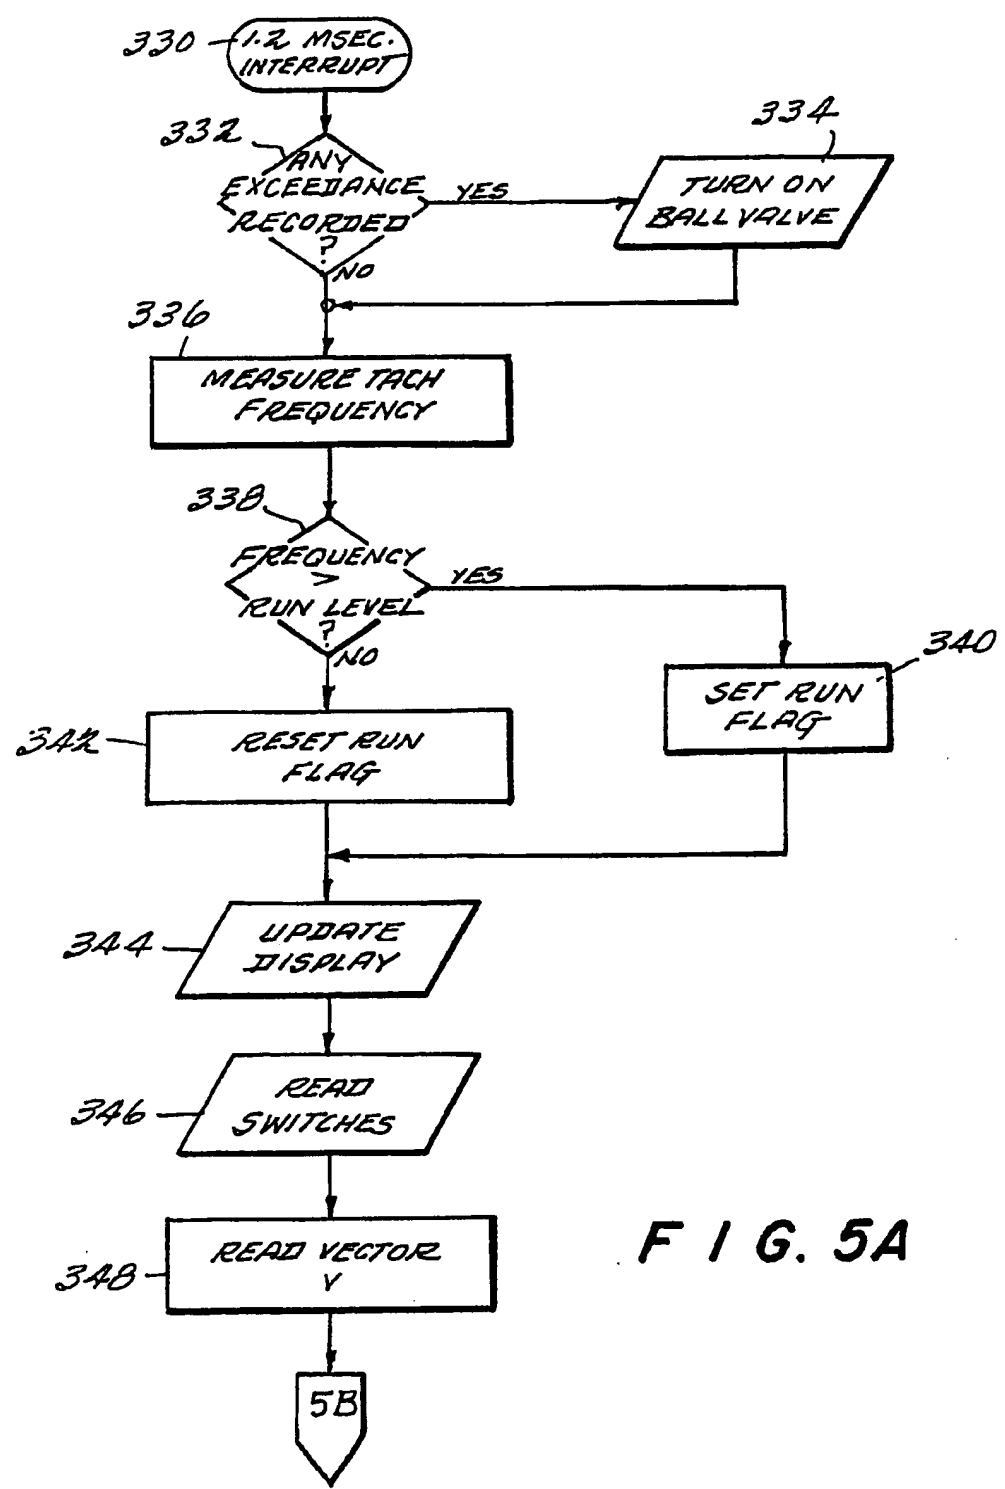 330
1.2 MSEC.
INTERRUPT
332
ANY
EXCEEDANCE
RECORDED
?
YES
NO
334
TURN ON
BALL VALVE
336
MEASURE TACH
FREQUENCY
338
FREQUENCY
>
RUN LEVEL
?
YES
NO
340
SET RUN
FLAG
342
RESET RUN
FLAG
344
UPDATE
DISPLAY
346
READ
SWITCHES
348
READ VECTOR
V
FIG. 5A
5B